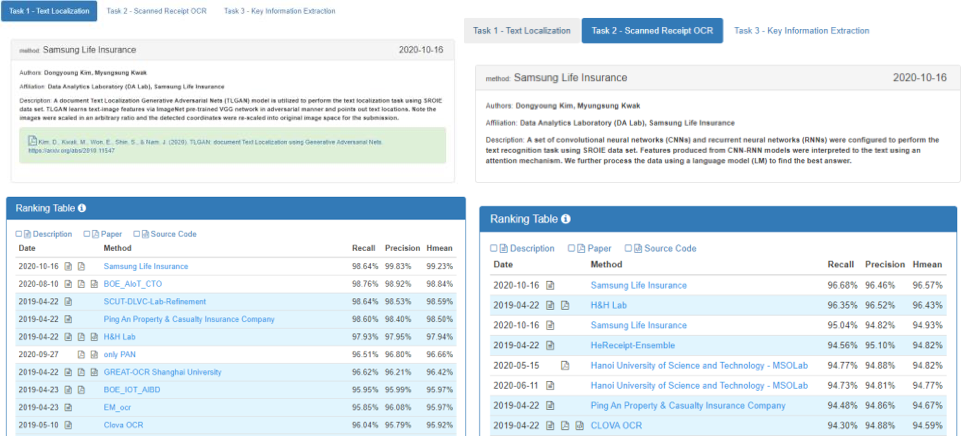 Task 1 - Text Localization Task 2 - Scanned Receipt OCR Task 3 - Key Information Extraction
method: Samsung Life Insurance 2020-10-16
Authors: Dongyoung Kim, Myungsung Kwak
Affiliation: Data Analytics Laboratory (DA Lab), Samsung Life Insurance
Description: A document Text Localization Generative Adversarial Nets (TLGAN) model is utilized to perform the text localization task using SROIE
data set. TLGAN learns text-image features via ImageNet pre-trained VGG network in adversarial manner and points out text locations. Note the
images were scaled in an arbitrary ratio and the detected coordinates were re-scaled into original image space for the submission.
Kim, D., Kwak, M., Won, E., Shin, S., & Nam, J. (2020). TLGAN: document Text Localization using Generative Adversarial Nets.
https://arxiv.org/abs/2010.11547
Ranking Table
Description Paper Source Code
Date Method Recall Precision Hmean
2020-10-16 Samsung Life Insurance 98.64% 99.83% 99.23%
2020-08-10 BOE_AIoT_CTO 98.76% 98.92% 98.84%
2019-04-22 SCUT-DLVC-Lab-Refinement 98.64% 98.53% 98.59%
2019-04-22 Ping An Property & Casualty Insurance Company 98.60% 98.40% 98.50%
2019-04-22 H&H Lab 97.93% 97.95% 97.94%
2020-09-27 only PAN 96.51% 96.80% 96.66%
2019-04-22 GREAT-OCR Shanghai University 96.62% 96.21% 96.42%
2019-04-23 BOE_IOT_AIBD 95.95% 95.99% 95.97%
2019-04-23 EM_ocr 95.85% 96.08% 95.97%
2019-05-10 Clova OCR 96.04% 95.79% 95.92%
Task 1 - Text Localization Task 2 - Scanned Receipt OCR Task 3 - Key Information Extraction
method: Samsung Life Insurance 2020-10-16
Authors: Dongyoung Kim, Myungsung Kwak
Affiliation: Data Analytics Laboratory (DA Lab), Samsung Life Insurance
Description: A set of convolutional neural networks (CNNs) and recurrent neural networks (RNNs) were configured to perform the
text recognition task using SROIE data set. Features produced from CNN-RNN models were interpreted to the text using an
attention mechanism. We further process the data using a language model (LM) to find the best answer.
Ranking Table
Description Paper Source Code
Date Method Recall Precision Hmean
2020-10-16 Samsung Life Insurance 96.68% 96.46% 96.57%
2019-04-22 H&H Lab 96.35% 96.52% 96.43%
2020-10-16 Samsung Life Insurance 95.04% 94.82% 94.93%
2019-04-22 HeReceipt-Ensemble 94.56% 95.10% 94.82%
2020-05-15 Hanoi University of Science and Technology - MSOLab 94.77% 94.88% 94.82%
2020-06-11 Hanoi University of Science and Technology - MSOLab 94.73% 94.81% 94.77%
2019-04-22 Ping An Property & Casualty Insurance Company 94.48% 94.86% 94.67%
2019-04-22 CLOVA OCR 94.30% 94.88% 94.59%